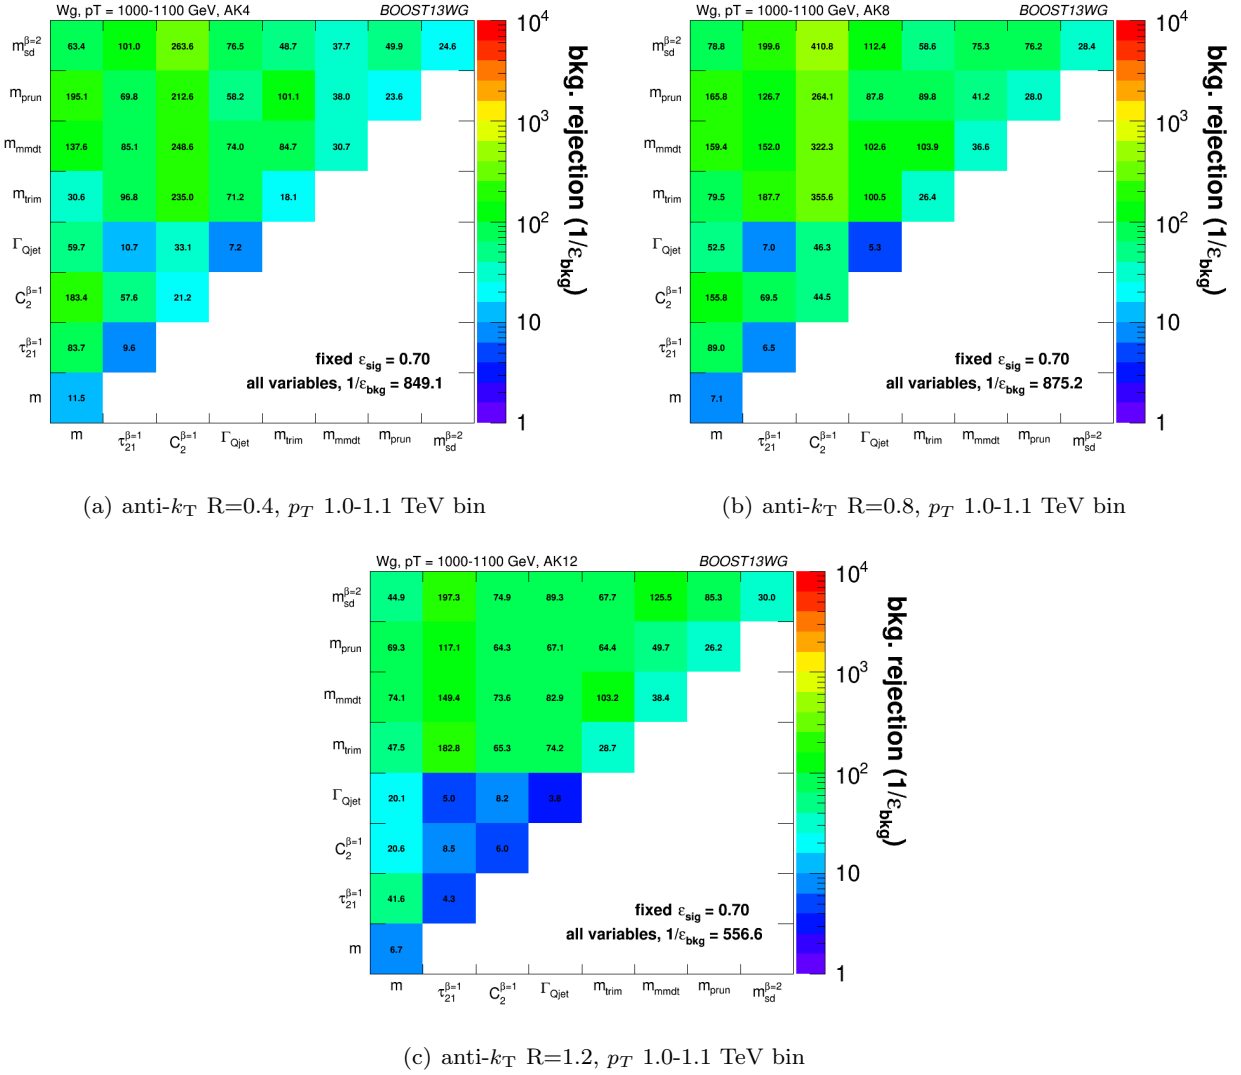 Wg, pT = 1000-1100 GeV, AK4 BOOST13WG
m_sd^β=2 63.4 101.0 263.6 76.5 48.7 37.7 49.9 24.6
m_prun 195.1 69.8 212.6 58.2 101.1 38.0 23.6
m_mmdt 137.6 85.1 248.6 74.0 84.7 30.7
m_trim 30.6 96.8 235.0 71.2 18.1
Γ_Qjet 59.7 10.7 33.1 7.2
C_2^β=1 183.4 57.6 21.2
τ_21^β=1 83.7 9.6
m 11.5
fixed ε_sig = 0.70
all variables, 1/ε_bkg = 849.1
m τ_21^β=1 C_2^β=1 Γ_Qjet m_trim m_mmdt m_prun m_sd^β=2
10^4
10^3
10^2
10
1
bkg. rejection (1/ε_bkg)
(a) anti-k_T R=0.4, p_T 1.0-1.1 TeV bin
Wg, pT = 1000-1100 GeV, AK8 BOOST13WG
m_sd^β=2 78.8 199.6 410.8 112.4 58.6 75.3 76.2 28.4
m_prun 165.8 126.7 264.1 87.8 89.8 41.2 28.0
m_mmdt 159.4 152.0 322.3 102.6 103.9 36.6
m_trim 79.5 187.7 355.6 100.5 26.4
Γ_Qjet 52.5 7.0 46.3 5.3
C_2^β=1 155.8 69.5 44.5
τ_21^β=1 89.0 6.5
m 7.1
fixed ε_sig = 0.70
all variables, 1/ε_bkg = 875.2
m τ_21^β=1 C_2^β=1 Γ_Qjet m_trim m_mmdt m_prun m_sd^β=2
10^4
10^3
10^2
10
1
bkg. rejection (1/ε_bkg)
(b) anti-k_T R=0.8, p_T 1.0-1.1 TeV bin
Wg, pT = 1000-1100 GeV, AK12 BOOST13WG
m_sd^β=2 44.9 197.3 74.9 89.3 67.7 125.5 85.3 30.0
m_prun 69.3 117.1 64.3 67.1 64.4 49.7 26.2
m_mmdt 74.1 149.4 73.6 82.9 103.2 38.4
m_trim 47.5 182.8 65.3 74.2 28.7
Γ_Qjet 20.1 5.0 8.2 3.8
C_2^β=1 20.6 8.5 6.0
τ_21^β=1 41.6 4.3
m 6.7
fixed ε_sig = 0.70
all variables, 1/ε_bkg = 556.6
m τ_21^β=1 C_2^β=1 Γ_Qjet m_trim m_mmdt m_prun m_sd^β=2
10^4
10^3
10^2
10
1
bkg. rejection (1/ε_bkg)
(c) anti-k_T R=1.2, p_T 1.0-1.1 TeV bin